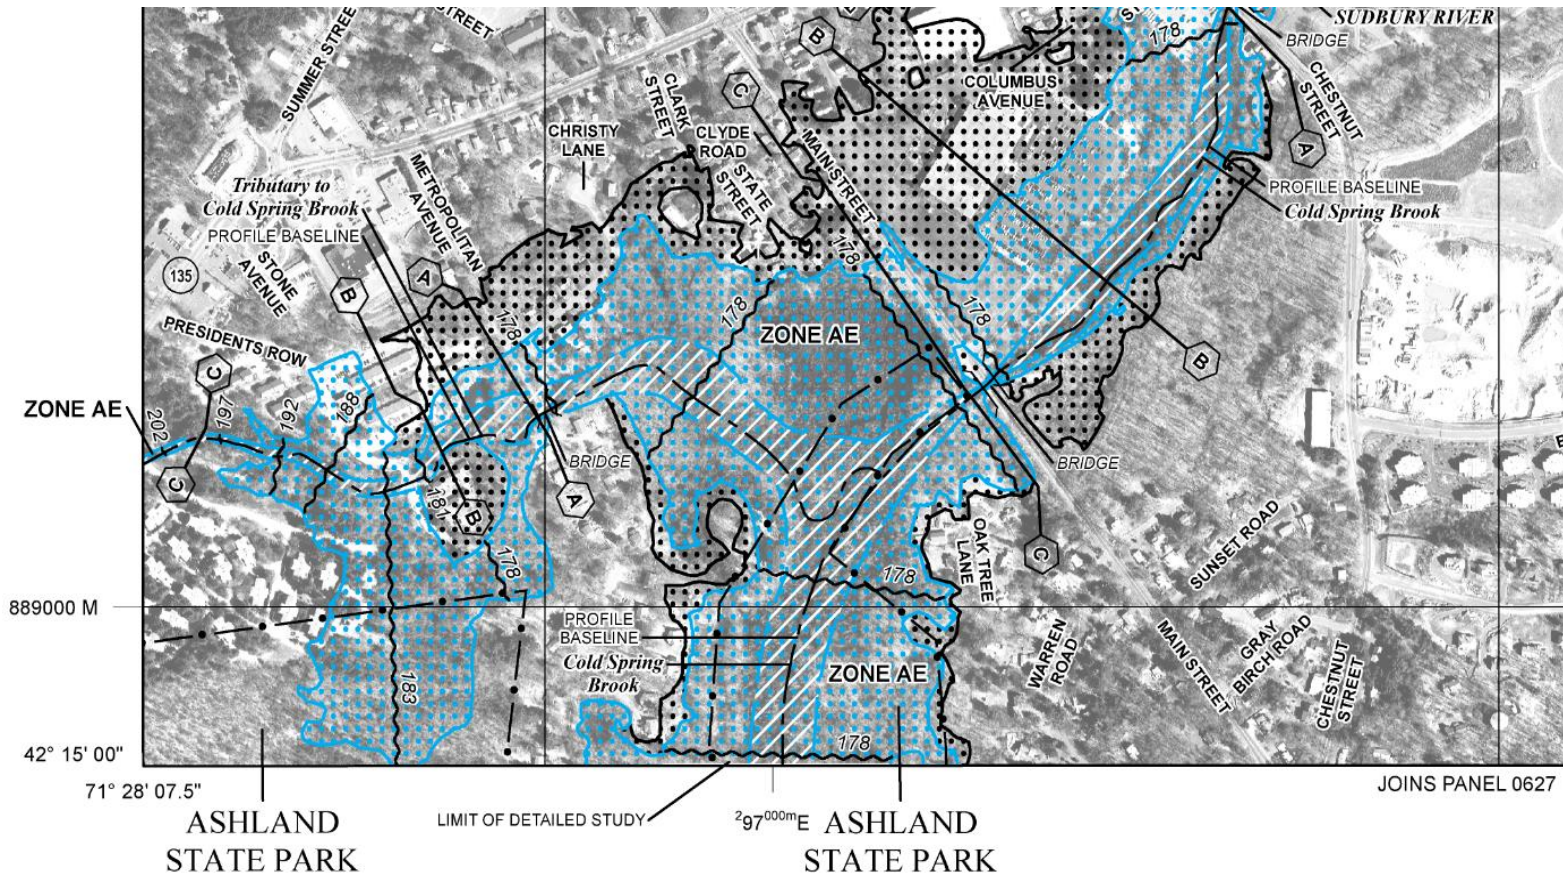 SUMMER STREET
STREET
SUDBURY RIVER
BRIDGE
178
B
C
COLUMBUS
AVENUE
CHESTNUT
STREET
A
CLARK
STREET
CHRISTY
LANE
CLYDE
ROAD
STATE
STREET
MAIN STREET
METROPOLITAN
AVENUE
Tributary to
Cold Spring Brook
PROFILE BASELINE
PROFILE BASELINE
Cold Spring Brook
STONE
AVENUE
135
A
B
178
178
178
178
PRESIDENTS ROW
ZONE AE
B
C
ZONE AE
202
197
192
188
BRIDGE
BRIDGE
C
A
181
B
178
OAK TREE
LANE
C
SUNSET ROAD
178
889000 M
PROFILE
BASELINE
Cold Spring
Brook
ZONE AE
WARREN
ROAD
MAIN STREET
GRAY
BIRCH ROAD
CHESTNUT
STREET
183
178
42° 15' 00"
71° 28' 07.5"
JOINS PANEL 0627
LIMIT OF DETAILED STUDY
297000mE
ASHLAND
STATE PARK
ASHLAND
STATE PARK